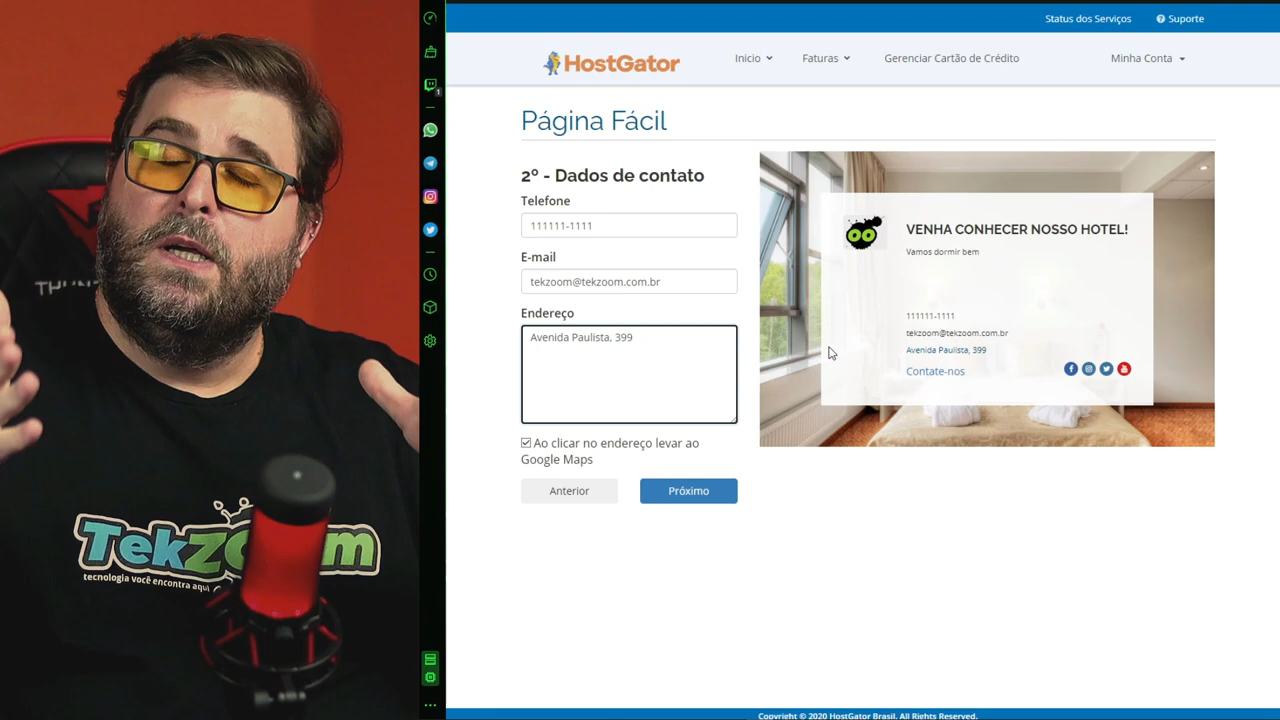 Status dos Serviços
Suporte
HostGator
Inicio
Faturas
Gerenciar Cartão de Crédito
Minha Conta
1
Página Fácil
2º - Dados de contato
Telefone
111111-1111
E-mail
tekzoom@tekzoom.com.br
Endereço
Avenida Paulista, 399
Ao clicar no endereço levar ao
Google Maps
Anterior
Próximo
VENHA CONHECER NOSSO HOTEL!
Vamos dormir bem
111111-1111
tekzoom@tekzoom.com.br
Avenida Paulista, 399
Contate-nos
TekZoom
tecnologia você encontra aqui
Copyright © 2020 HostGator Brasil. All Rights Reserved.